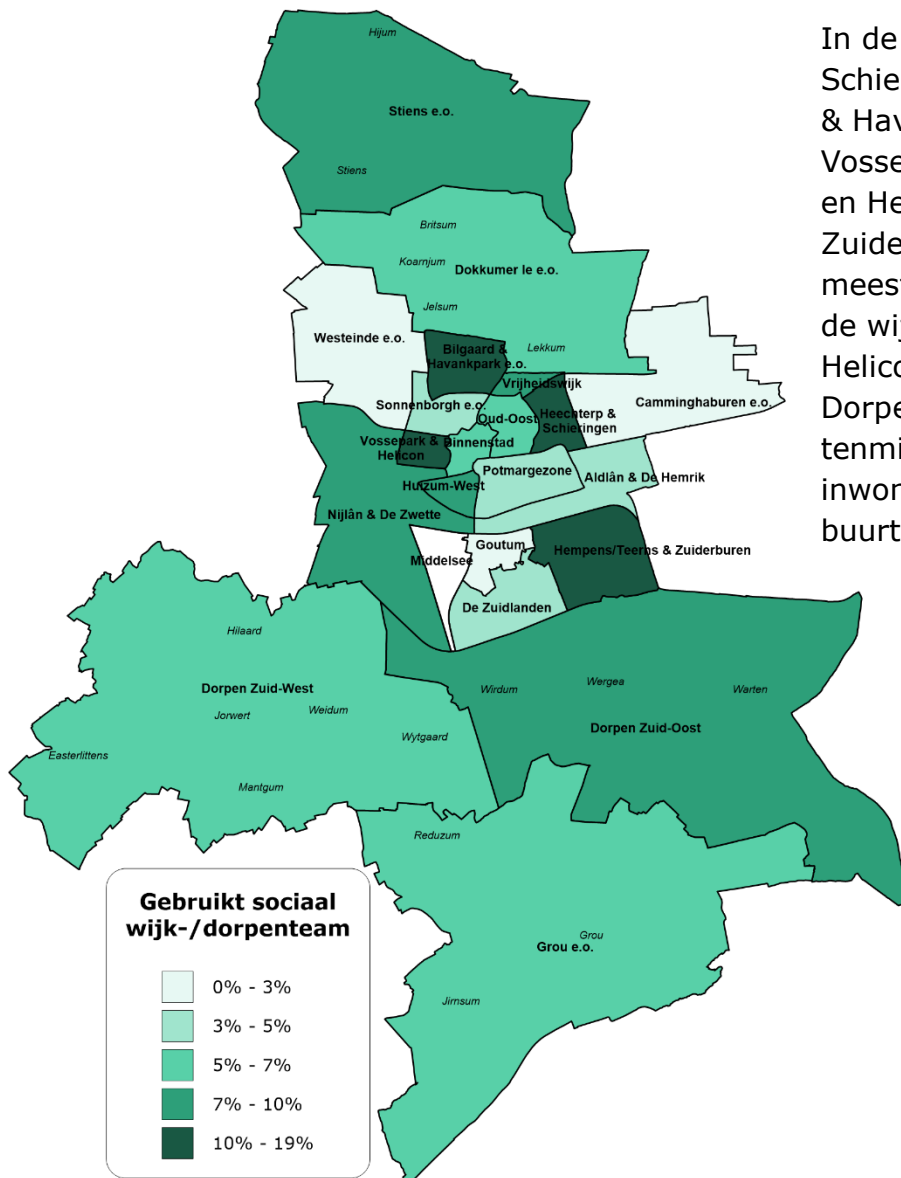 Hijum
Stiens e.o.
Stiens
Britsum
Koarnjum
Dokkumer Ie e.o.
Jelsum
Westeinde e.o.
Lekkum
Bilgaard &
Havankpark e.o.
Vrijheidswijk
Sonnenborgh e.o.
Oud-Oost
Heechterp &
Schieringen
Camminghaburen e.o.
Vossepark &
Helicon
Binnenstad
Potmargezone
Aldlân & De Hemrik
Huizum-West
Nijlân & De Zwette
Goutum
Middelsee
Hempens/Teerns & Zuiderburen
De Zuidlanden
Hilaard
Dorpen Zuid-West
Jorwert
Weidum
Wytgaard
Easterlittens
Mantgum
Wirdum
Wergea
Warten
Dorpen Zuid-Oost
Reduzum
Grou
Grou e.o.
Jirnsum
Gebruikt sociaal
wijk-/dorpenteam
0% - 3%
3% - 5%
5% - 7%
7% - 10%
10% - 19%
In de
Schie
& Hav
Vosse
en He
Zuide
meest
de wij
Helico
Dorpe
tenmi
inwon
buurt